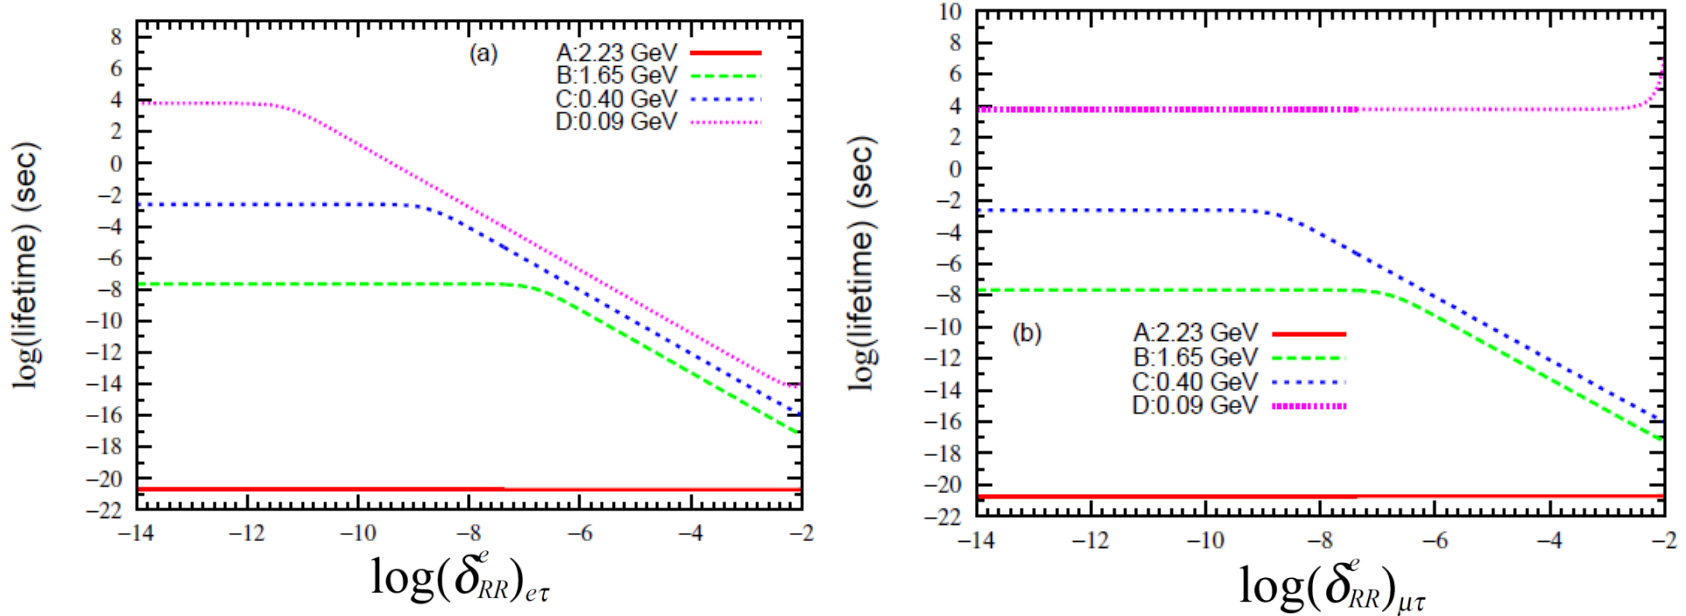 (a)
A:2.23 GeV
B:1.65 GeV
C:0.40 GeV
D:0.09 GeV
8
6
4
2
0
−2
−4
−6
−8
−10
−12
−14
−16
−18
−20
−22
log(lifetime) (sec)
−14 −12 −10 −8 −6 −4 −2
log(δ^e_RR)_eτ
10
8
6
4
2
0
−2
−4
−6
−8
−10
−12
−14
−16
−18
−20
−22
log(lifetime) (sec)
(b)
A:2.23 GeV
B:1.65 GeV
C:0.40 GeV
D:0.09 GeV
−14 −12 −10 −8 −6 −4 −2
log(δ^e_RR)_μτ